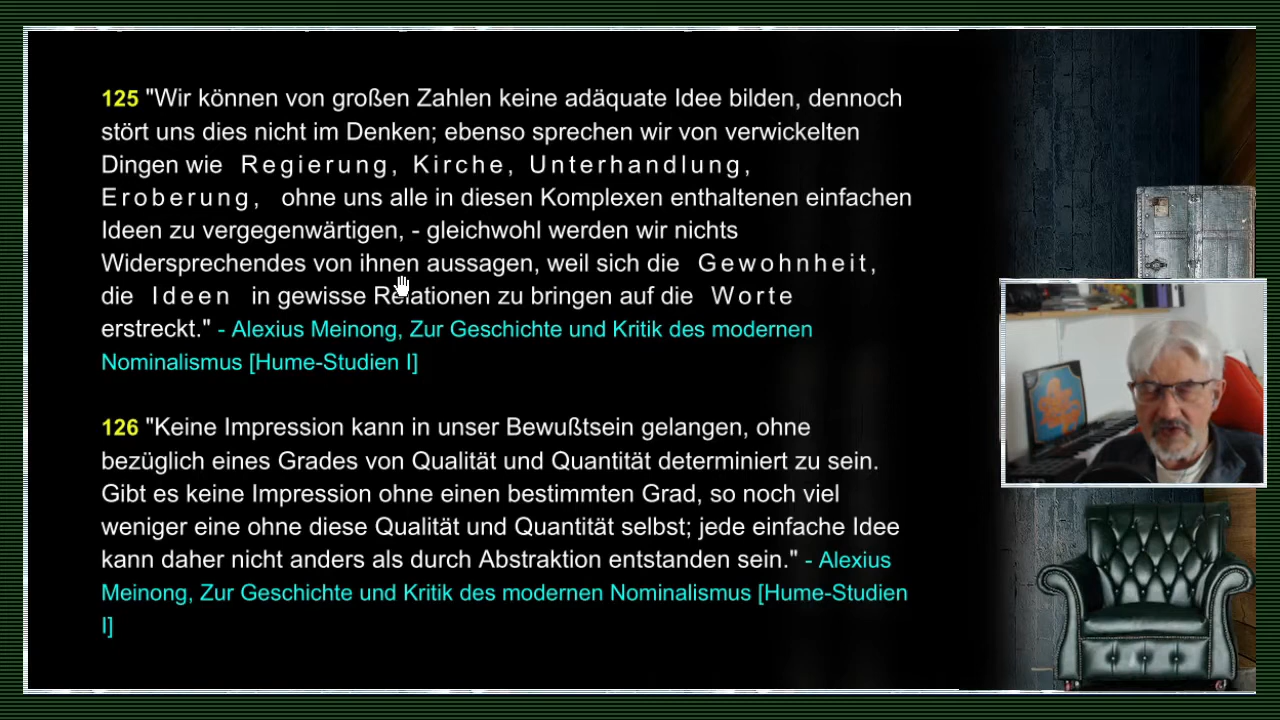 125 "Wir können von großen Zahlen keine adäquate Idee bilden, dennoch
stört uns dies nicht im Denken; ebenso sprechen wir von verwickelten
Dingen wie Regierung, Kirche, Unterhandlung,
Eroberung, ohne uns alle in diesen Komplexen enthaltenen einfachen
Ideen zu vergegenwärtigen, - gleichwohl werden wir nichts
Widersprechendes von ihnen aussagen, weil sich die Gewohnheit,
die Ideen in gewisse Relationen zu bringen auf die Worte
erstreckt." - Alexius Meinong, Zur Geschichte und Kritik des modernen
Nominalismus [Hume-Studien I]
126 "Keine Impression kann in unser Bewußtsein gelangen, ohne
bezüglich eines Grades von Qualität und Quantität determiniert zu sein.
Gibt es keine Impression ohne einen bestimmten Grad, so noch viel
weniger eine ohne diese Qualität und Quantität selbst; jede einfache Idee
kann daher nicht anders als durch Abstraktion entstanden sein." - Alexius
Meinong, Zur Geschichte und Kritik des modernen Nominalismus [Hume-Studien
I]